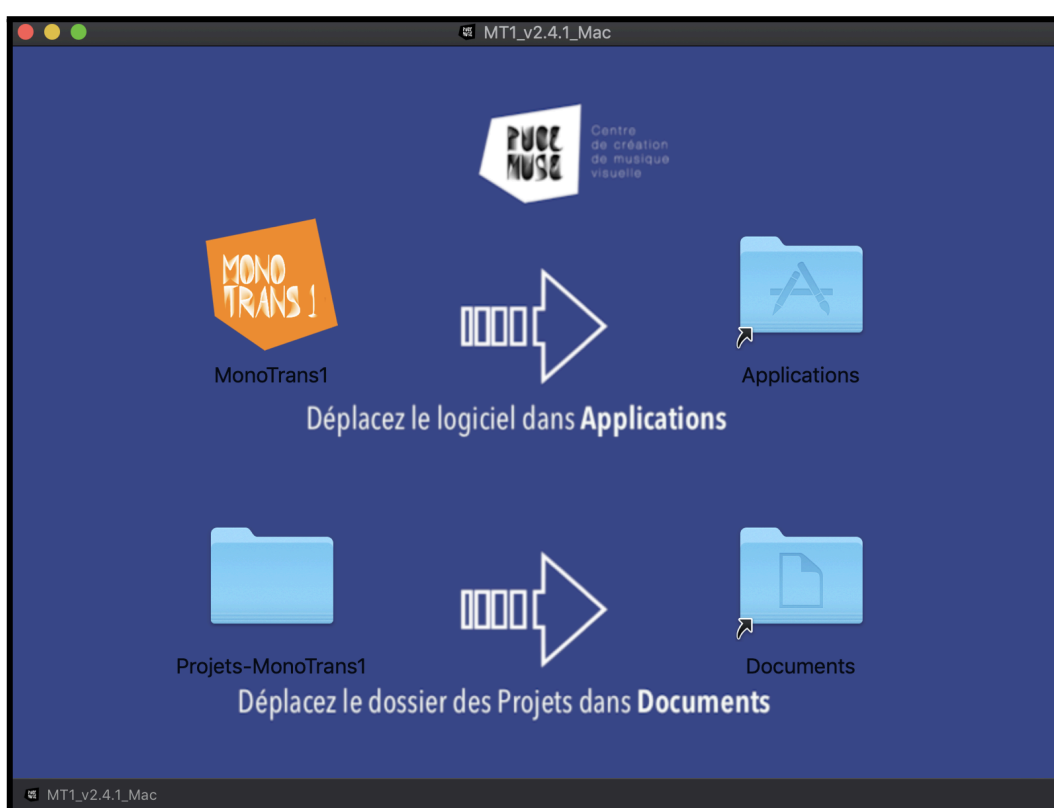 MT1_v2.4.1_Mac
PUCE
MUSE
Centre
de création
de musique
visuelle
MONO
TRANS 1
MonoTrans1
Applications
Déplacez le logiciel dans Applications
Projets-MonoTrans1
Documents
Déplacez le dossier des Projets dans Documents
MT1_v2.4.1_Mac